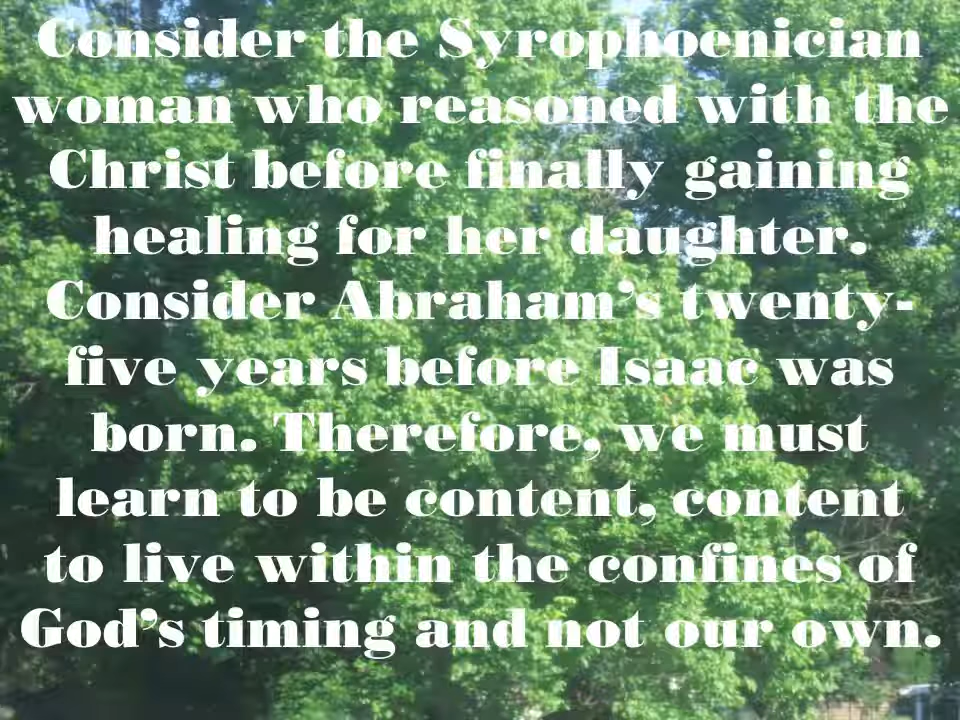 Consider the Syrophoenician
woman who reasoned with the
Christ before finally gaining
healing for her daughter.
Consider Abraham’s twenty-
five years before Isaac was
born. Therefore, we must
learn to be content, content
to live within the confines of
God’s timing and not our own.